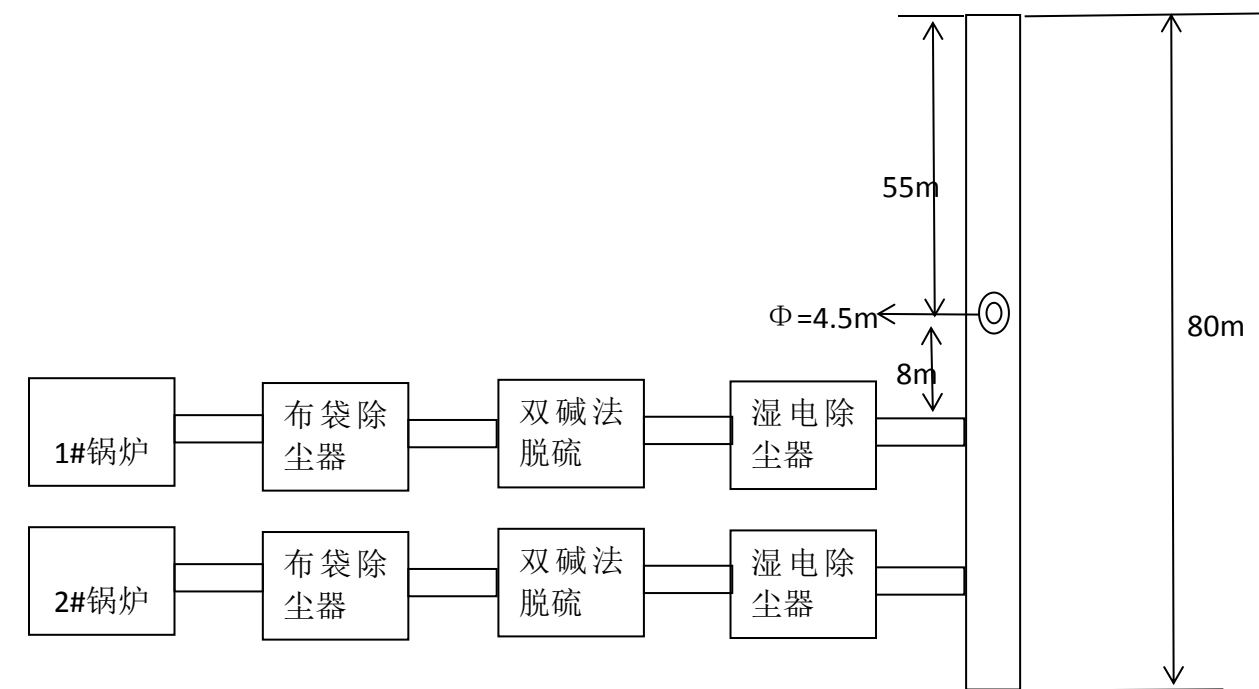 55m
Φ=4.5m
80m
8m
1#锅炉
布袋除
尘器
双碱法
脱硫
湿电除
尘器
2#锅炉
布袋除
尘器
双碱法
脱硫
湿电除
尘器